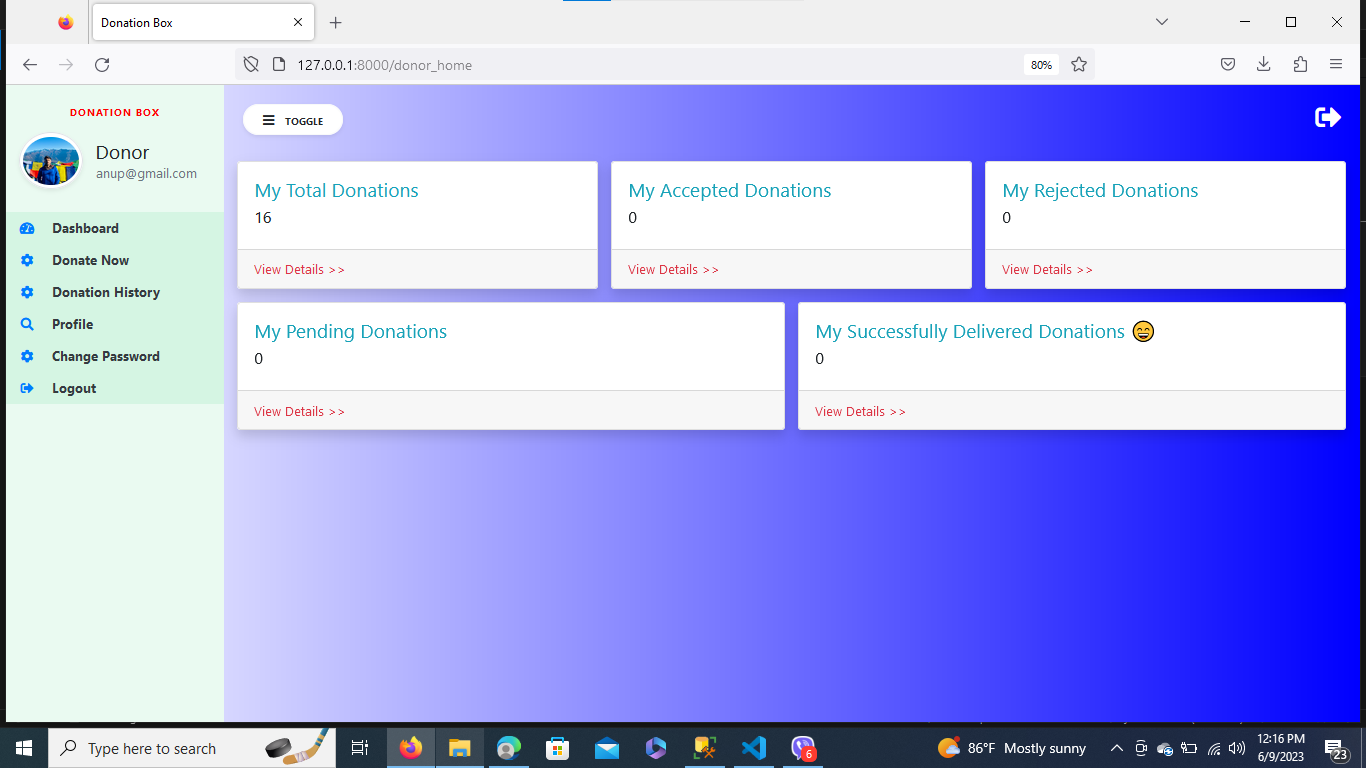 Donation Box
127.0.0.1:8000/donor_home
80%
DONATION BOX
Donor
anup@gmail.com
Dashboard
Donate Now
Donation History
Profile
Change Password
Logout
TOGGLE
My Total Donations
16
View Details >>
My Accepted Donations
0
View Details >>
My Rejected Donations
0
View Details >>
My Pending Donations
0
View Details >>
My Successfully Delivered Donations 😄
0
View Details >>
Type here to search
6
86°F Mostly sunny
12:16 PM
6/9/2023
23